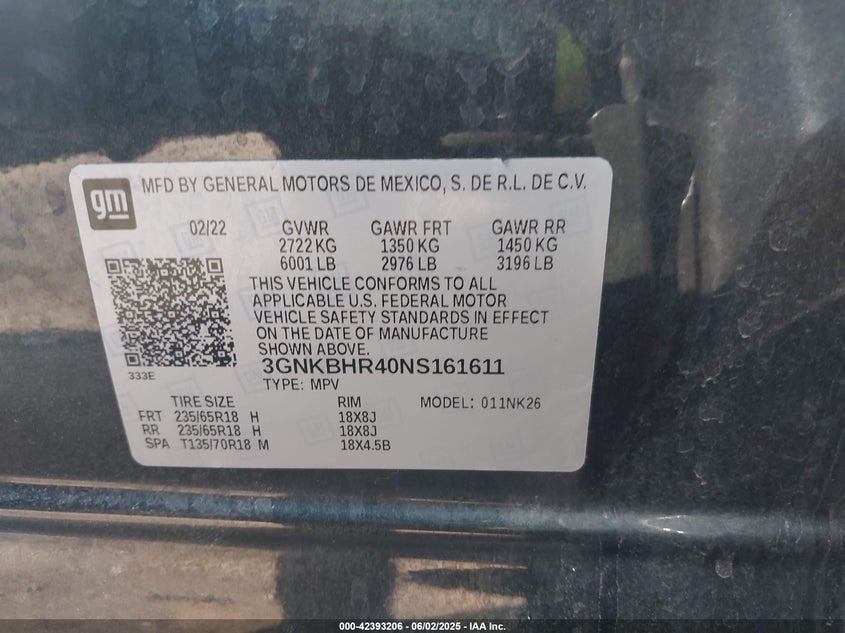 gm MFD BY GENERAL MOTORS DE MEXICO, S. DE R.L. DE C.V.
02/22 GVWR GAWR FRT GAWR RR
2722 KG 1350 KG 1450 KG
6001 LB 2976 LB 3196 LB
THIS VEHICLE CONFORMS TO ALL
APPLICABLE U.S. FEDERAL MOTOR
VEHICLE SAFETY STANDARDS IN EFFECT
ON THE DATE OF MANUFACTURE
SHOWN ABOVE.
3GNKBHR40NS161611
333E TYPE: MPV
TIRE SIZE RIM MODEL: 011NK26
FRT 235/65R18 H 18X8J
RR 235/65R18 H 18X8J
SPA T135/70R18 M 18X4.5B
000-42393206 - 06/02/2025 - IAA Inc.